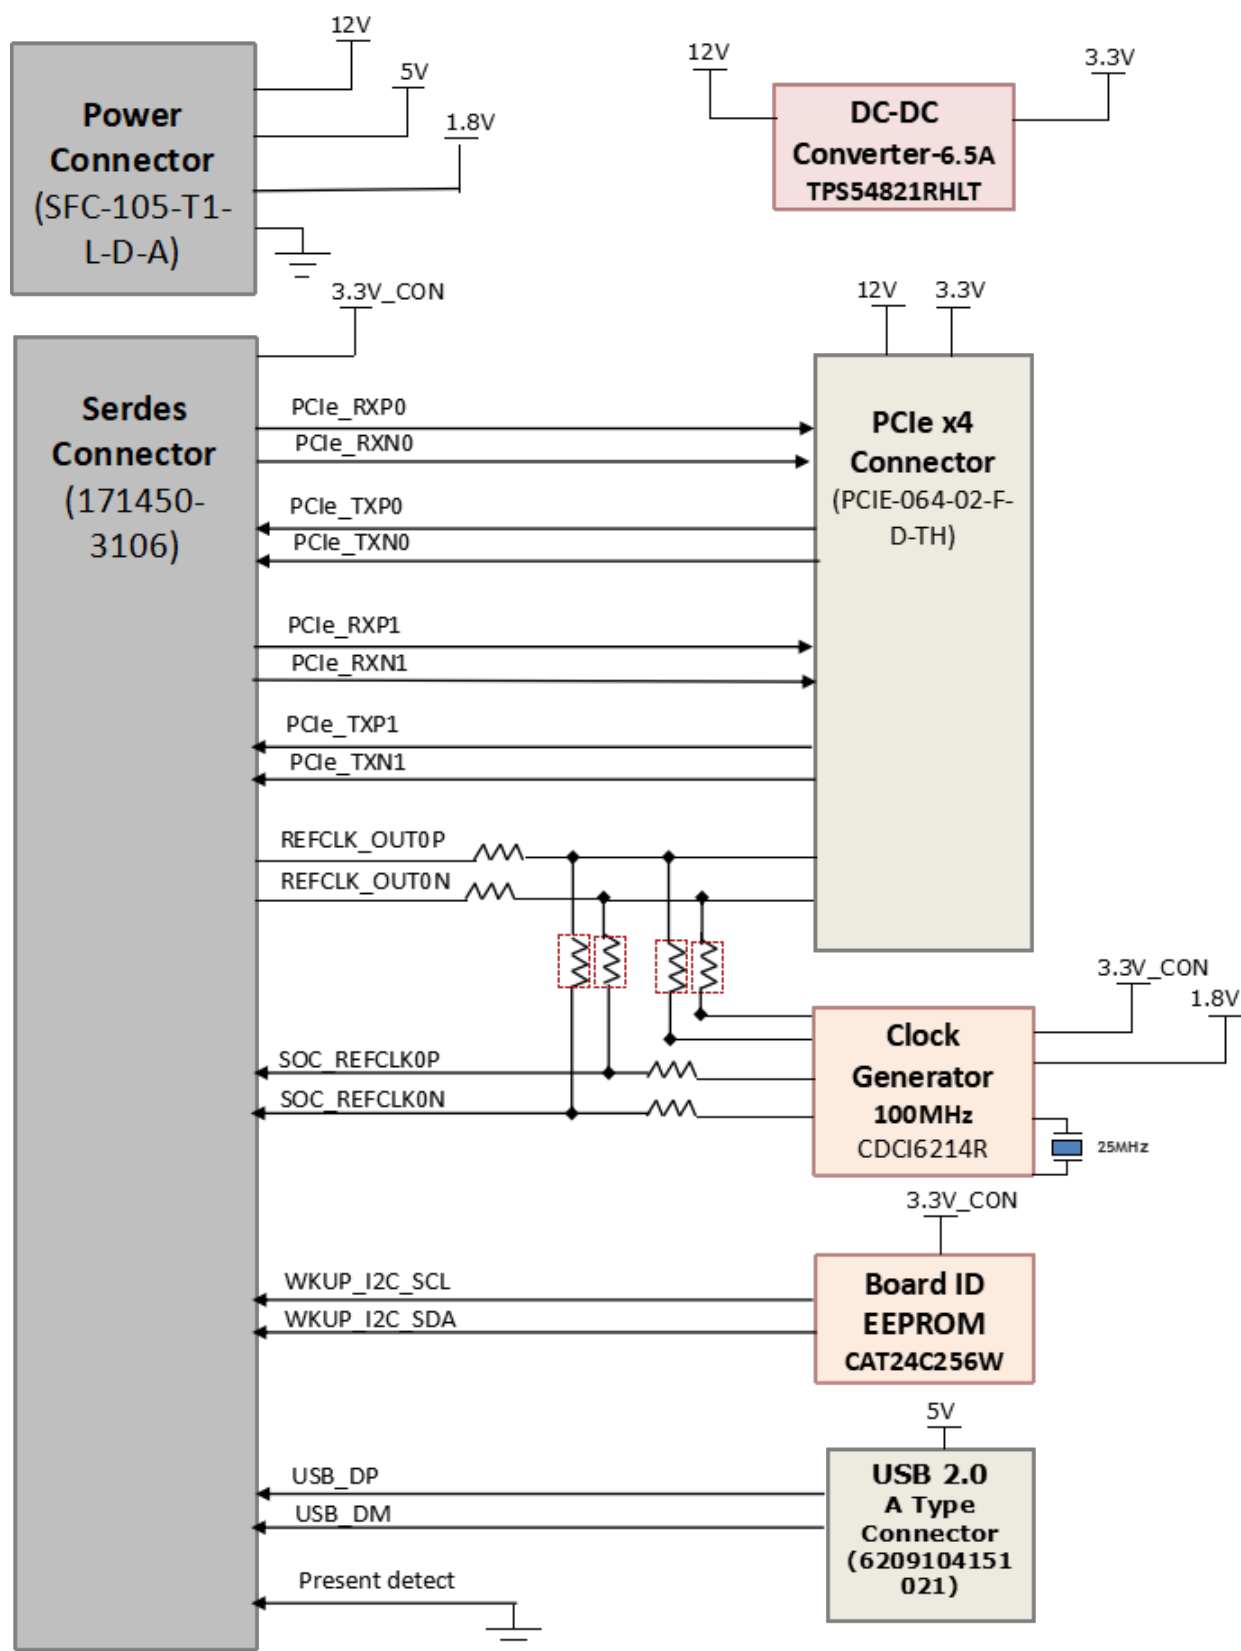 12V
5V
1.8V
Power
Connector
(SFC-105-T1-
L-D-A)
12V
3.3V
DC-DC
Converter-6.5A
TPS54821RHLT
3.3V_CON
12V
3.3V
Serdes
Connector
(171450-
3106)
PCIe_RXP0
PCIe_RXN0
PCIe_TXP0
PCIe_TXN0
PCIe_RXP1
PCIe_RXN1
PCIe_TXP1
PCIe_TXN1
REFCLK_OUT0P
REFCLK_OUT0N
PCIe x4
Connector
(PCIE-064-02-F-
D-TH)
SOC_REFCLK0P
SOC_REFCLK0N
3.3V_CON
1.8V
Clock
Generator
100MHz
CDCI6214R
25MHz
3.3V_CON
WKUP_I2C_SCL
WKUP_I2C_SDA
Board ID
EEPROM
CAT24C256W
5V
USB_DP
USB_DM
USB 2.0
A Type
Connector
(6209104151
021)
Present detect